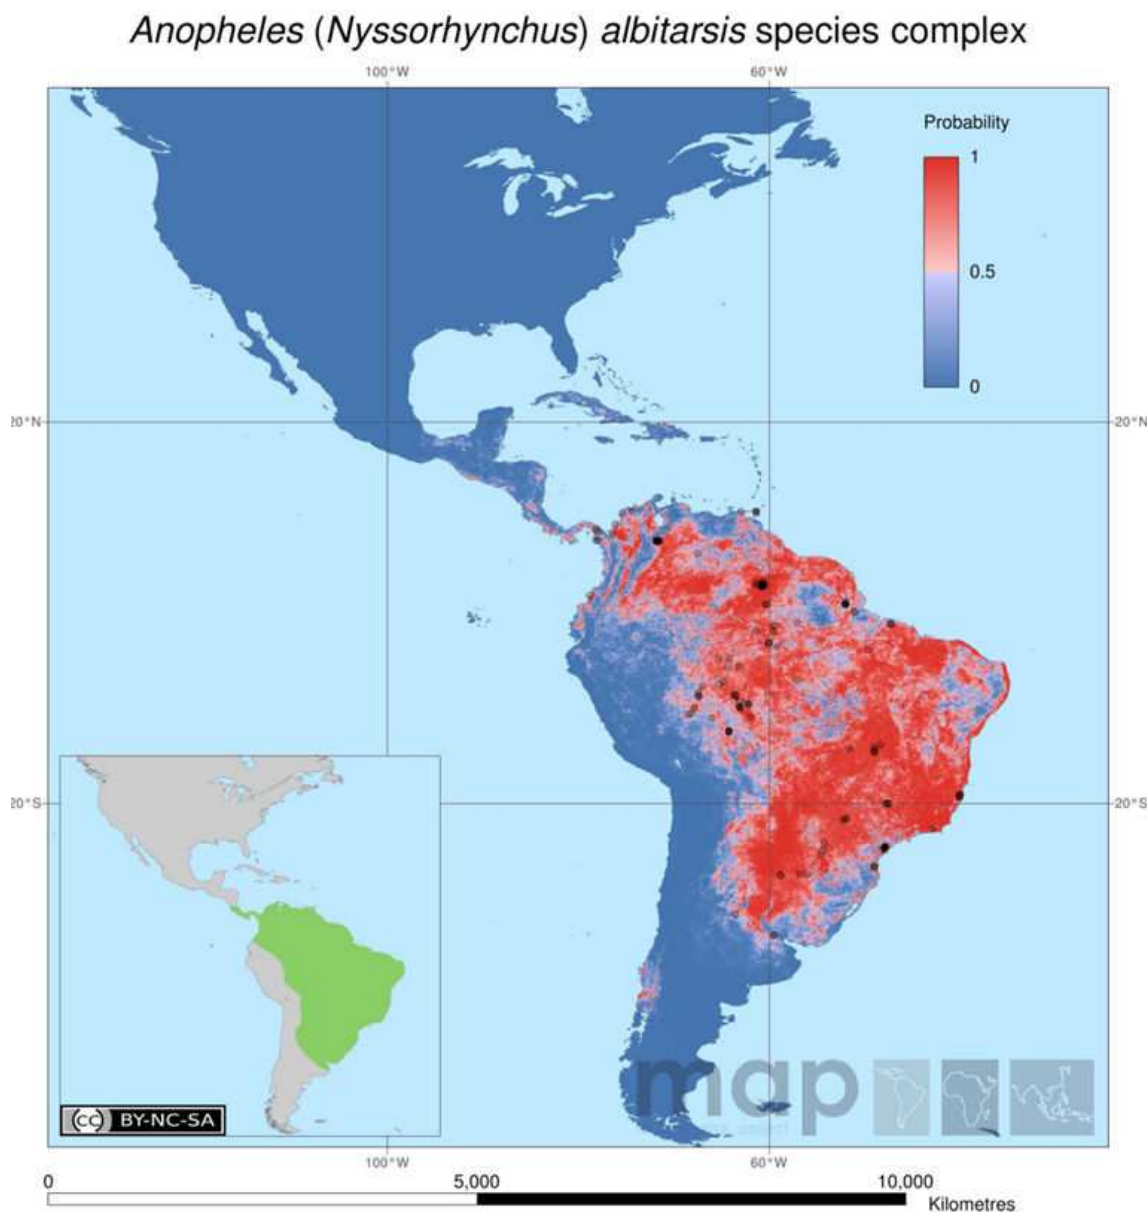 Anopheles (Nyssorhynchus) albitarsis species complex
100°W 60°W
Probability
1
0.5
0
20°N 20°N
20°S 20°S
map
cc BY-NC-SA
100°W 60°W
0 5,000 10,000
Kilometres